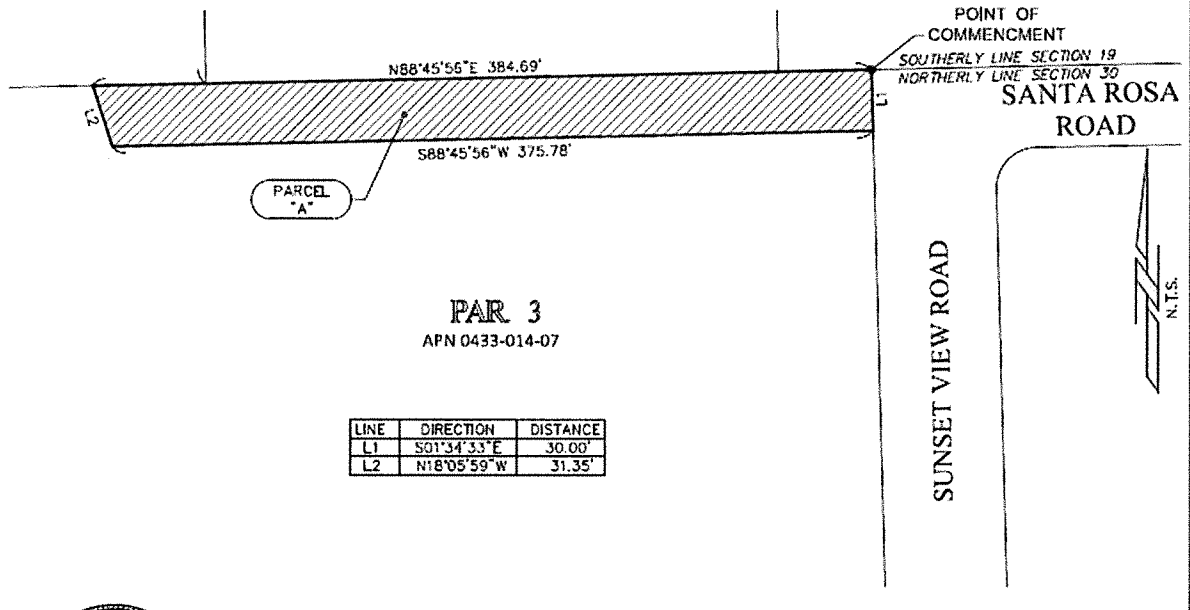 POINT OF
COMMENCMENT
SOUTHERLY LINE SECTION 19
NORTHERLY LINE SECTION 30
SANTA ROSA
ROAD
N88°45'56"E 384.69'
L1
L2
S88°45'56"W 375.78'
PARCEL
"A"
PAR. 3
APN 0433-014-07
SUNSET VIEW ROAD
N.T.S.
LINE DIRECTION DISTANCE
L1 S01°34'33"E 30.00'
L2 N18°05'59"W 31.35'